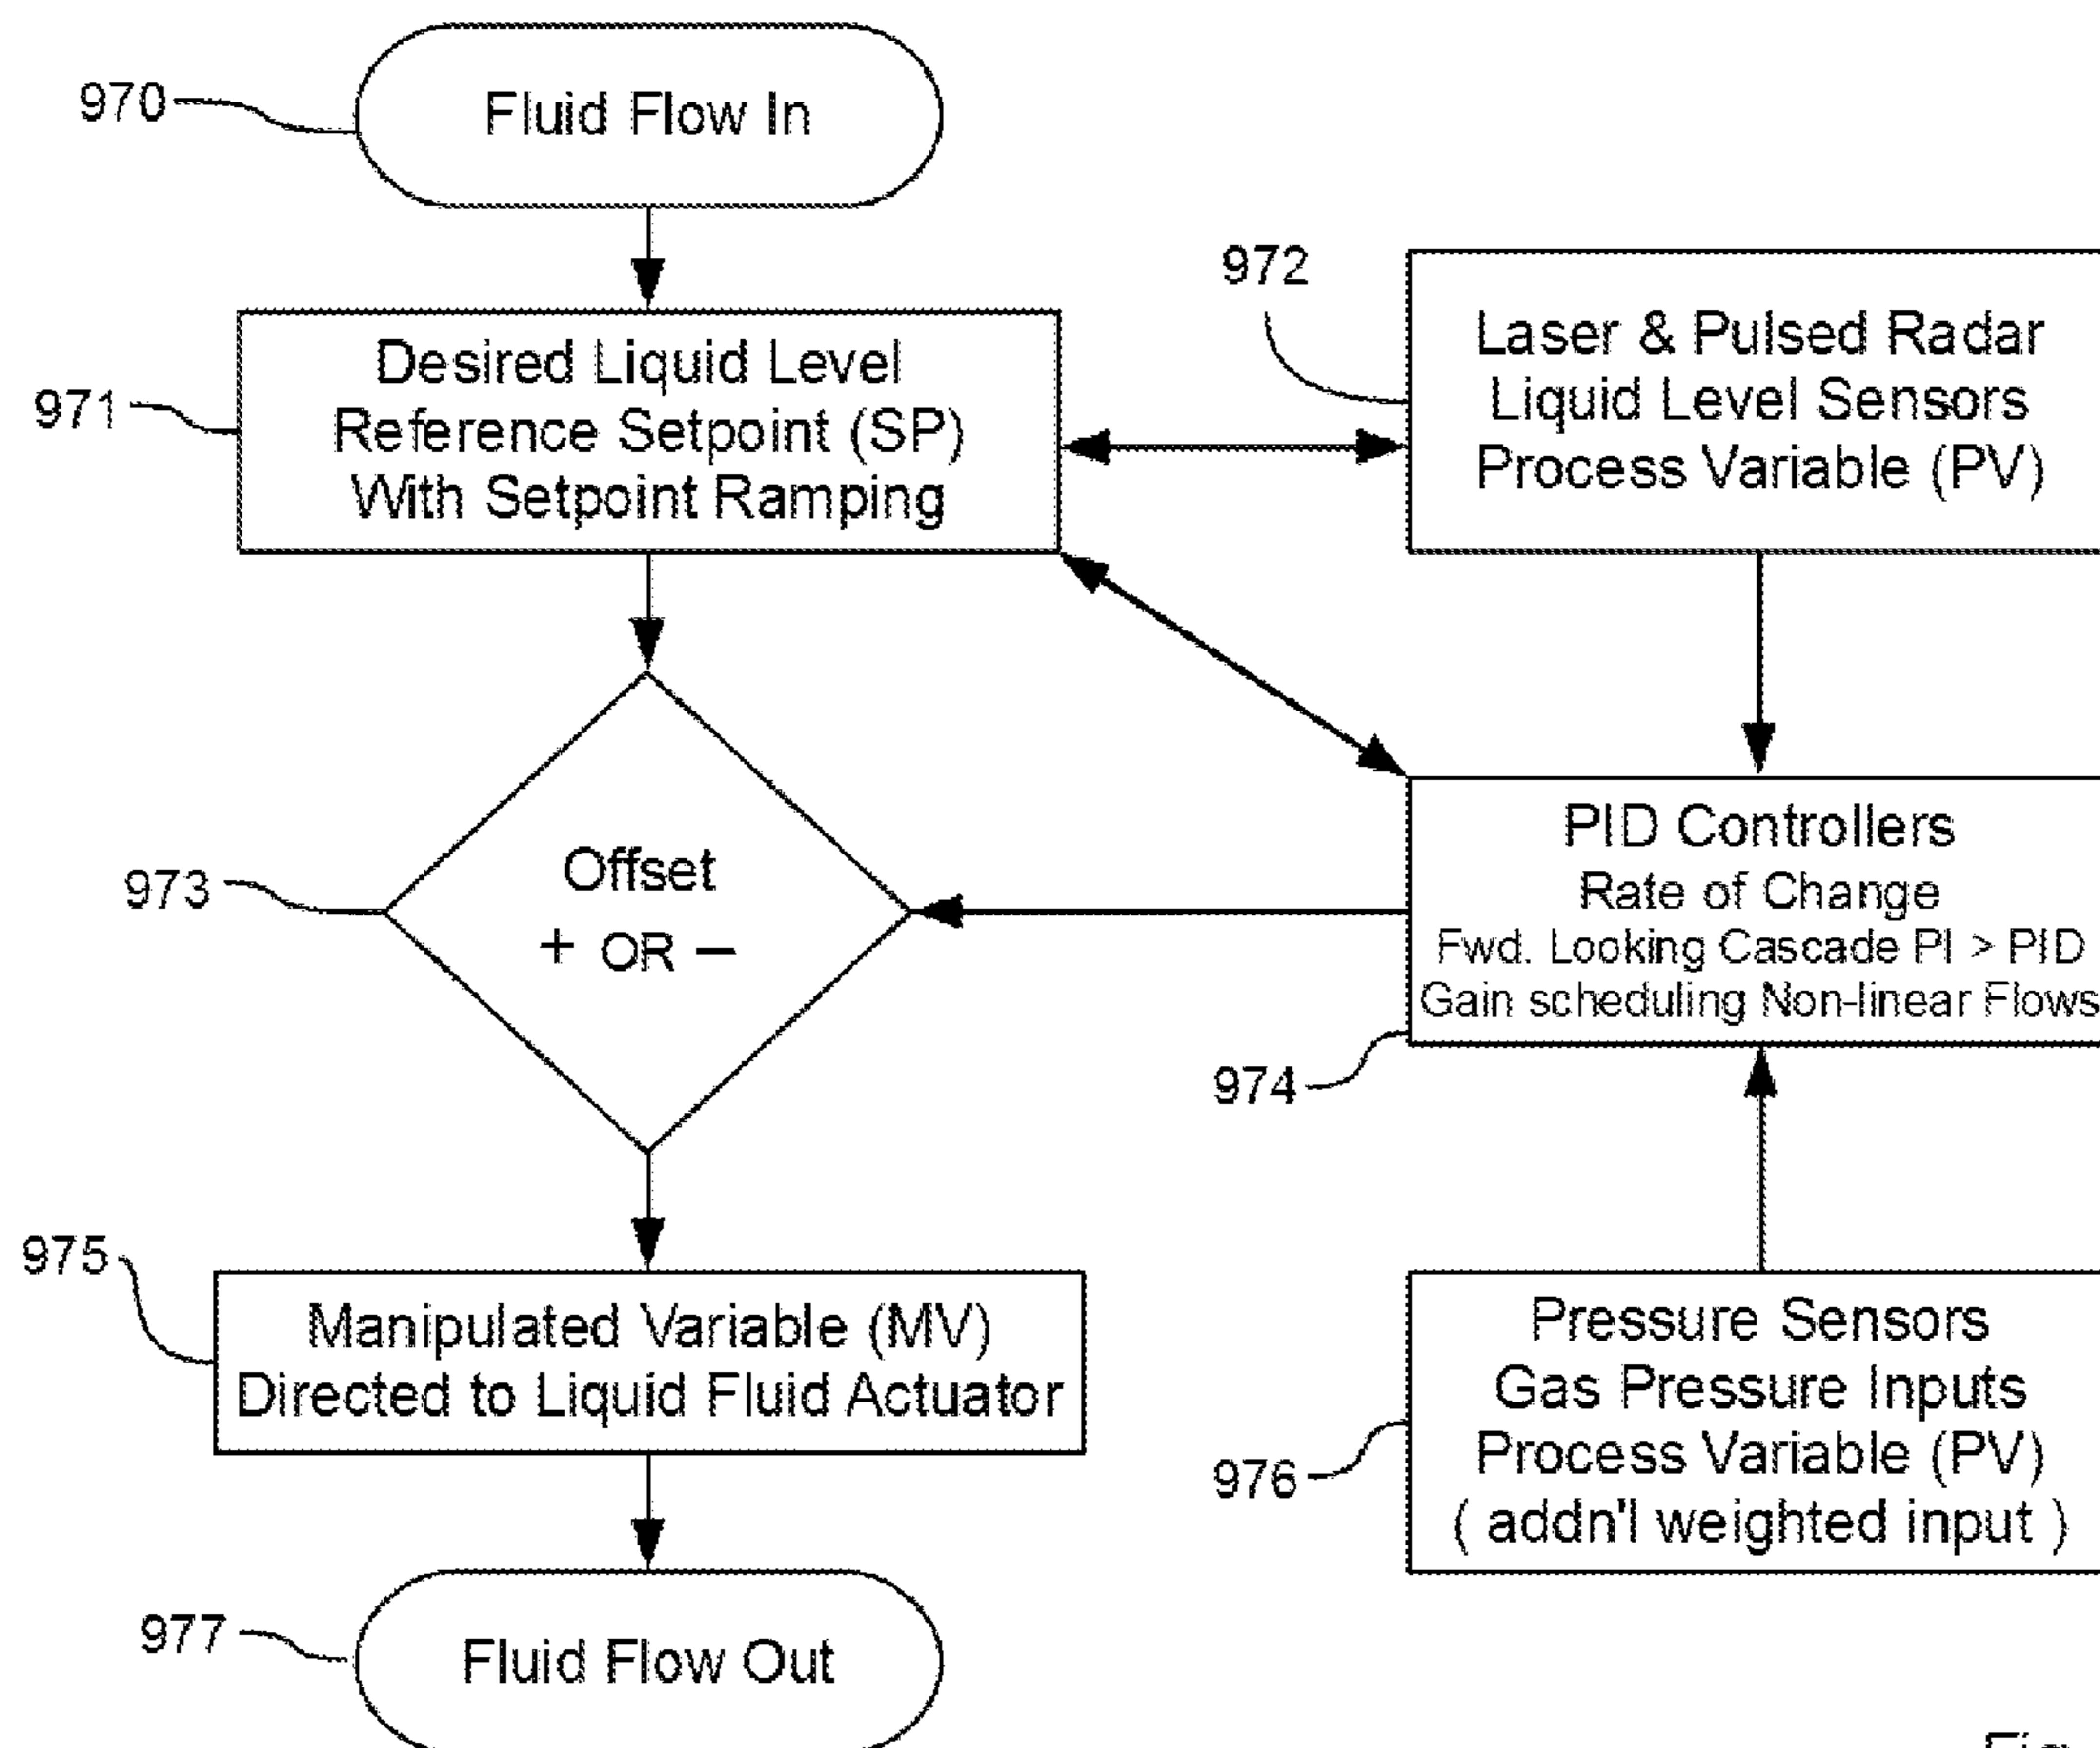 970
Fluid Flow In
971
Desired Liquid Level
Reference Setpoint (SP)
With Setpoint Ramping
972
Laser & Pulsed Radar
Liquid Level Sensors
Process Variable (PV)
973
Offset
+ OR –
PID Controllers
Rate of Change
Fwd. Looking Cascade PI > PID
Gain scheduling Non-linear Flows
974
975
Manipulated Variable (MV)
Directed to Liquid Fluid Actuator
976
Pressure Sensors
Gas Pressure Inputs
Process Variable (PV)
( addn'l weighted input )
977
Fluid Flow Out